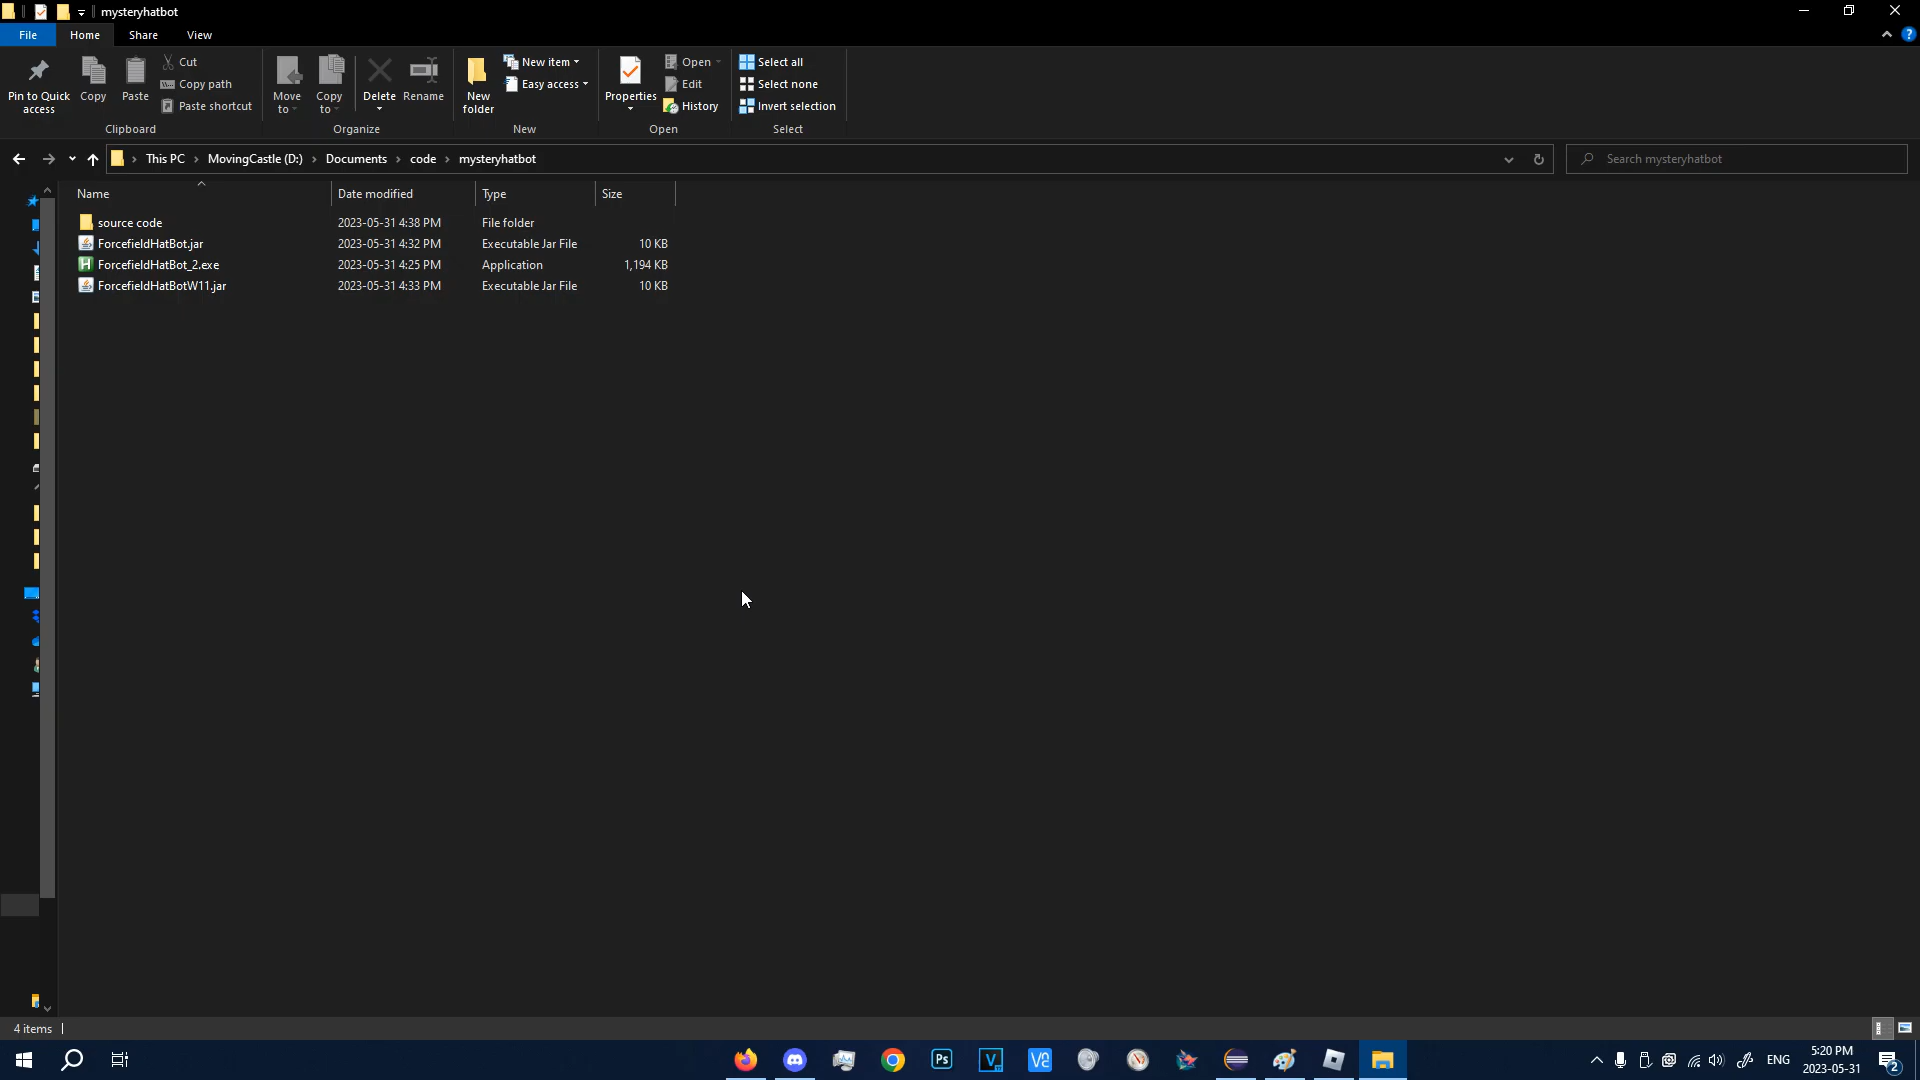 mysteryhatbot
File Home Share View
Pin to Quick access Copy Paste Cut Copy path Paste shortcut
Clipboard
Move to Copy to Delete Rename
Organize
New folder New item Easy access
New
Properties Open Edit History
Open
Select all Select none Invert selection
Select
This PC MovingCastle (D:) Documents code mysteryhatbot Search mysteryhatbot
Name Date modified Type Size
source code 2023-05-31 4:38 PM File folder
ForcefieldHatBot.jar 2023-05-31 4:32 PM Executable Jar File 10 KB
ForcefieldHatBot_2.exe 2023-05-31 4:25 PM Application 1,194 KB
ForcefieldHatBotW11.jar 2023-05-31 4:33 PM Executable Jar File 10 KB
4 items
Ps V ENG 5:20 PM
2023-05-31 2